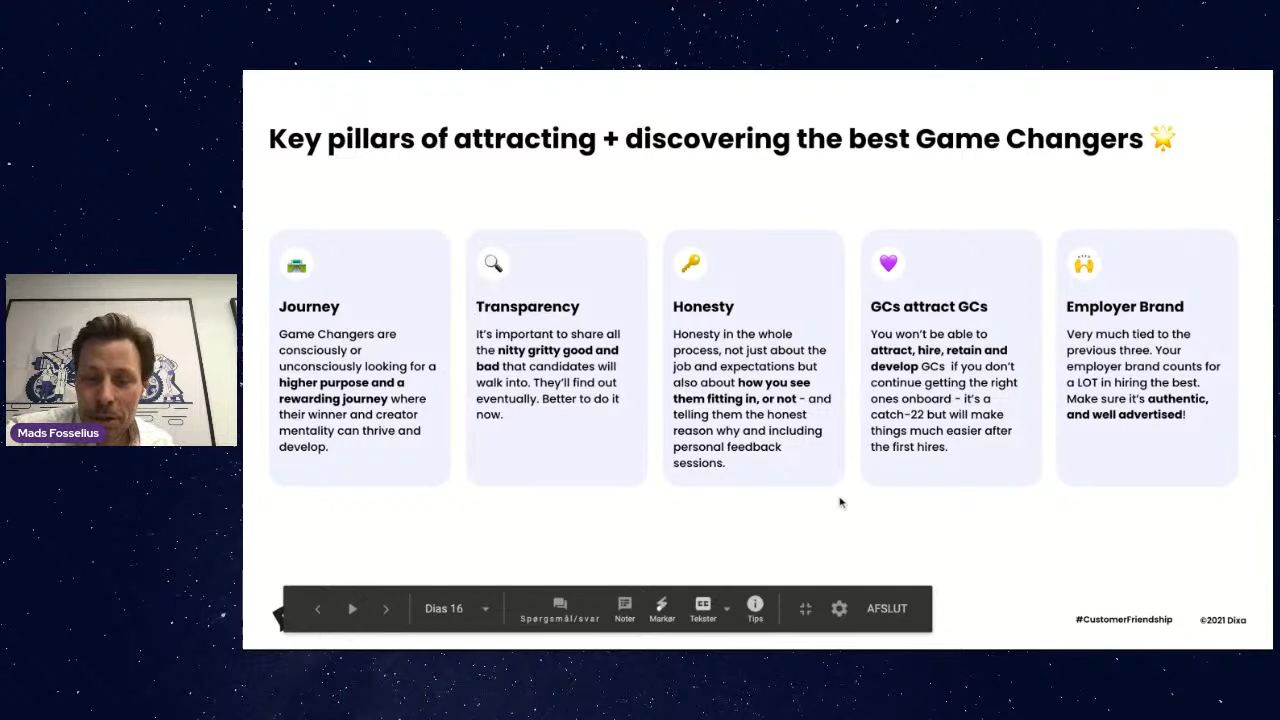 Key pillars of attracting + discovering the best Game Changers
Journey
Game Changers are
consciously or
unconsciously looking for a
higher purpose and a
rewarding journey where
their winner and creator
mentality can thrive and
develop.
Transparency
It's important to share all
the nitty gritty good and
bad that candidates will
walk into. They'll find out
eventually. Better to do it
now.
Honesty
Honesty in the whole
process, not just about the
job and expectations but
also about how you see
them fitting in, or not - and
telling them the honest
reason why and including
personal feedback
sessions.
GCs attract GCs
You won't be able to
attract, hire, retain and
develop GCs if you don't
continue getting the right
ones onboard - it's a
catch-22 but will make
things much easier after
the first hires.
Employer Brand
Very much tied to the
previous three. Your
employer brand counts for
a LOT in hiring the best.
Make sure it's authentic,
and well advertised!
Mads Fosselius
Dias 16
Spørgsmål/svar
Noter
Markør
CC
Tekster
Tips
AFSLUT
#CustomerFriendship
©2021 Dixa